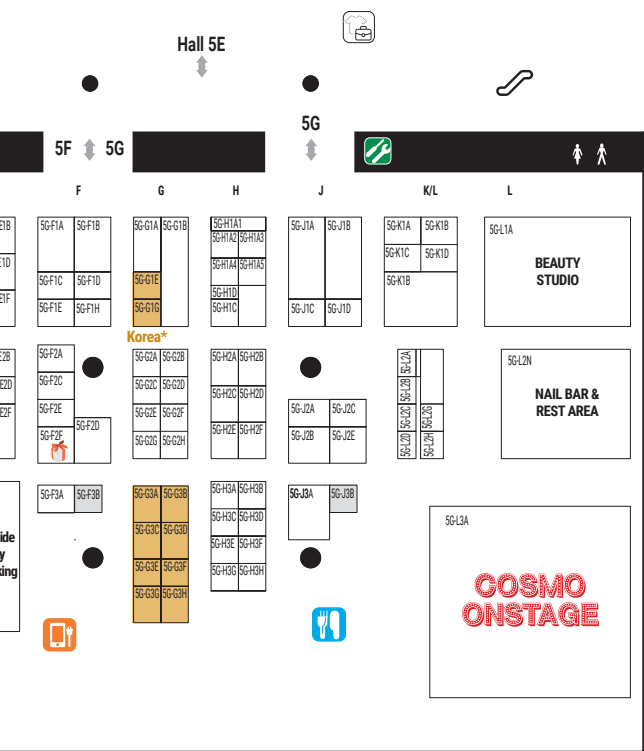 Hall 5E
5G
5F 5G
F G H J K/L L
E1B 5G-F1A 5G-F1B 5G-G1A 5G-G1B 5G-H1A1 5G-J1A 5G-J1B 5G-K1A 5G-K1B 5G-L1A
5G-H1A2 5G-H1A3
5G-K1C 5G-K1D
E1D 5G-H1A4 5G-H1A5
BEAUTY
STUDIO
5G-F1C 5G-F1D 5G-G1E 5G-K1B
5G-H1D
E1F 5G-F1E 5G-F1H 5G-G1G 5G-H1C 5G-J1C 5G-J1D
Korea*
E2B 5G-F2A 5G-G2A 5G-G2B 5G-H2A 5G-H2B 5G-L2A 5G-L2N
E2D 5G-F2C 5G-G2C 5G-G2D 5G-H2C 5G-H2D 5G-L2B
NAIL BAR &
REST AREA
E2F 5G-F2E 5G-G2E 5G-G2F 5G-J2A 5G-J2C 5G-L2C 5G-L2G
5G-F2D
5G-F2F 5G-G2G 5G-G2H 5G-H2E 5G-H2F 5G-J2B 5G-J2E 5G-L2D 5G-L2H
5G-F3A 5G-F3B 5G-G3A 5G-G3B 5G-H3A 5G-H3B 5G-J3A 5G-J3B
5G-G3C 5G-G3D 5G-H3C 5G-H3D 5G-L3A
ide
5G-H3E 5G-H3F
y
5G-G3E 5G-G3F 5G-H3G 5G-H3H
king
5G-G3G 5G-G3H
COSMO
ONSTAGE